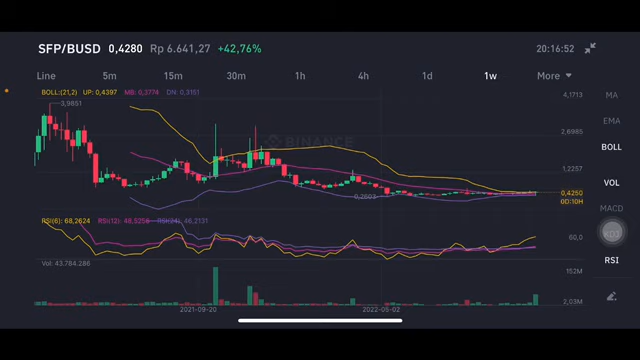 SFP/BUSD 0,4280 Rp 6.641,27 +42,76% 20:16:52
Line 5m 15m 30m 1h 4h 1d 1w More
BOLL:(21,2) UP: 0,4397 MB: 0,3774 DN: 0,3151 4,1713
MA
3,9851
EMA
2,6985
BINANCE
BOLL
1,2257
VOL
0,2603
0,4250
0D:10H
MACD
RSI(6): 68,2624 RSI(12): 48,5256 RSI(24): 46,2131
60,0
KDJ
Vol: 43.784.286
RSI
152M
2,03M
2021-09-20 2022-05-02